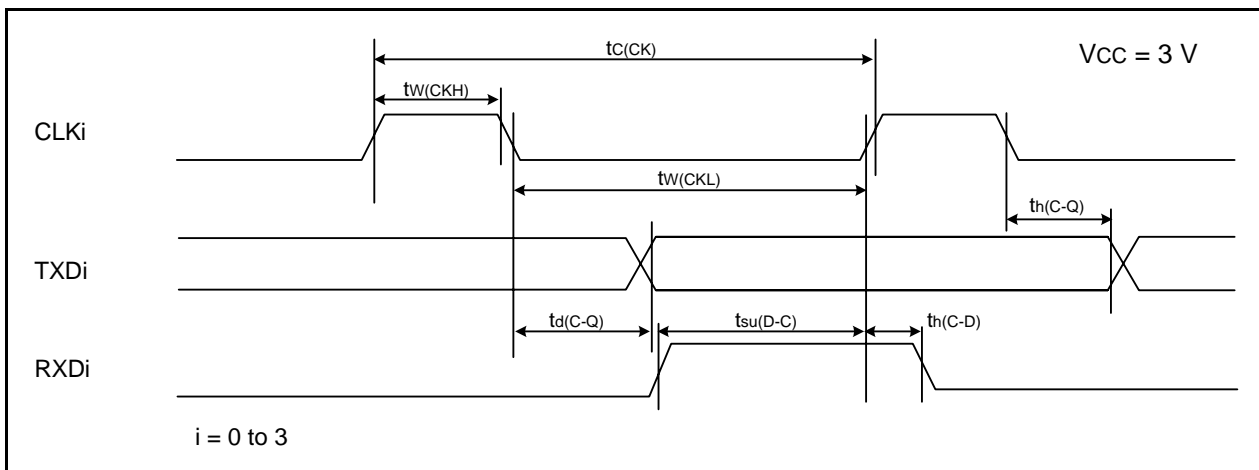 tC(CK)
VCC = 3 V
tW(CKH)
CLKi
tW(CKL)
th(C-Q)
TXDi
td(C-Q)
tsu(D-C)
th(C-D)
RXDi
i = 0 to 3